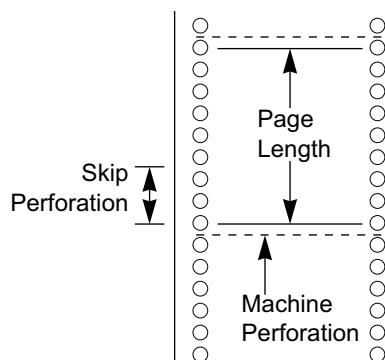 Page
Length
Skip
Perforation
Machine
Perforation